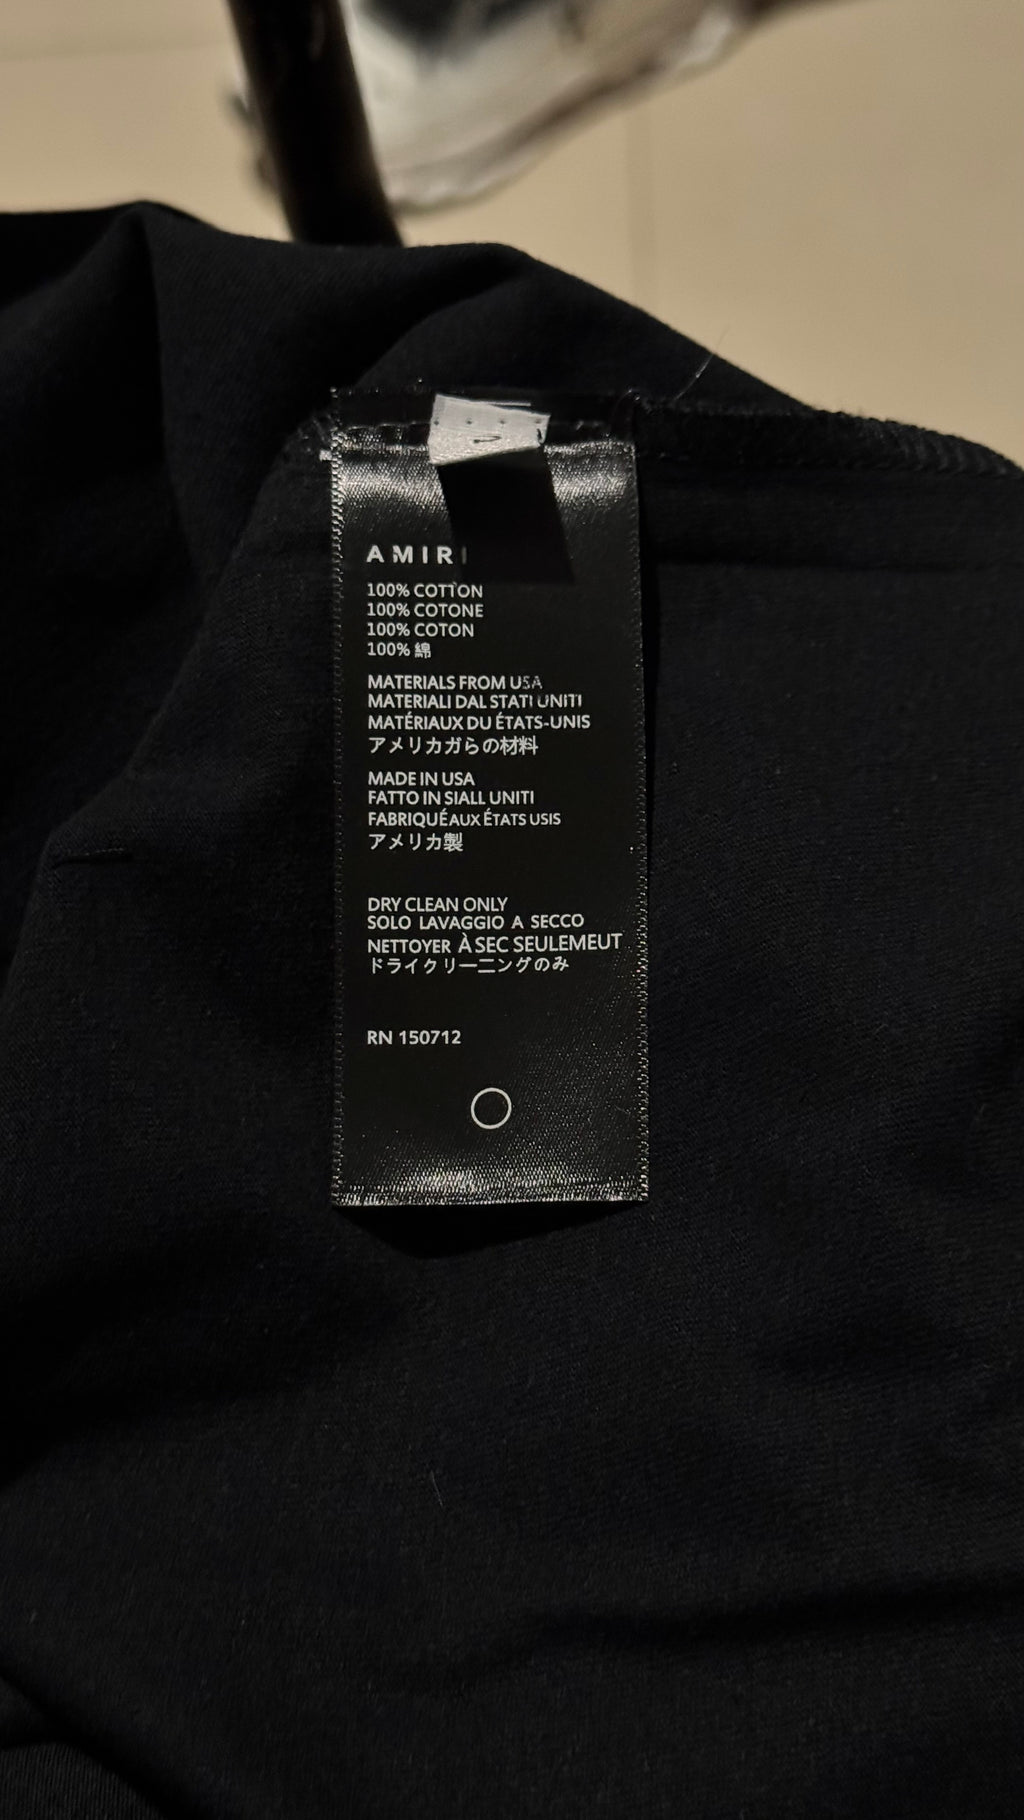 AMIRI
100% COTTON
100% COTONE
100% COTON
100% 綿
MATERIALS FROM USA
MATERIALI DAL STATI UNITI
MATÉRIAUX DU ÉTATS-UNIS
アメリカガらの材料
MADE IN USA
FATTO IN SIALL UNITI
FABRIQUÉ AUX ÉTATS USIS
アメリカ製
DRY CLEAN ONLY
SOLO LAVAGGIO A SECCO
NETTOYER À SEC SEULEMEUT
ドライクリーニングのみ
RN 150712